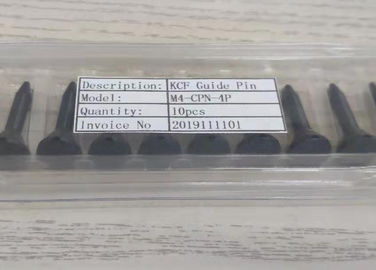 Description: KCF Guide Pin
Model: M4-CPN-4P
Quantity: 10pcs
Invoice No 2019111101